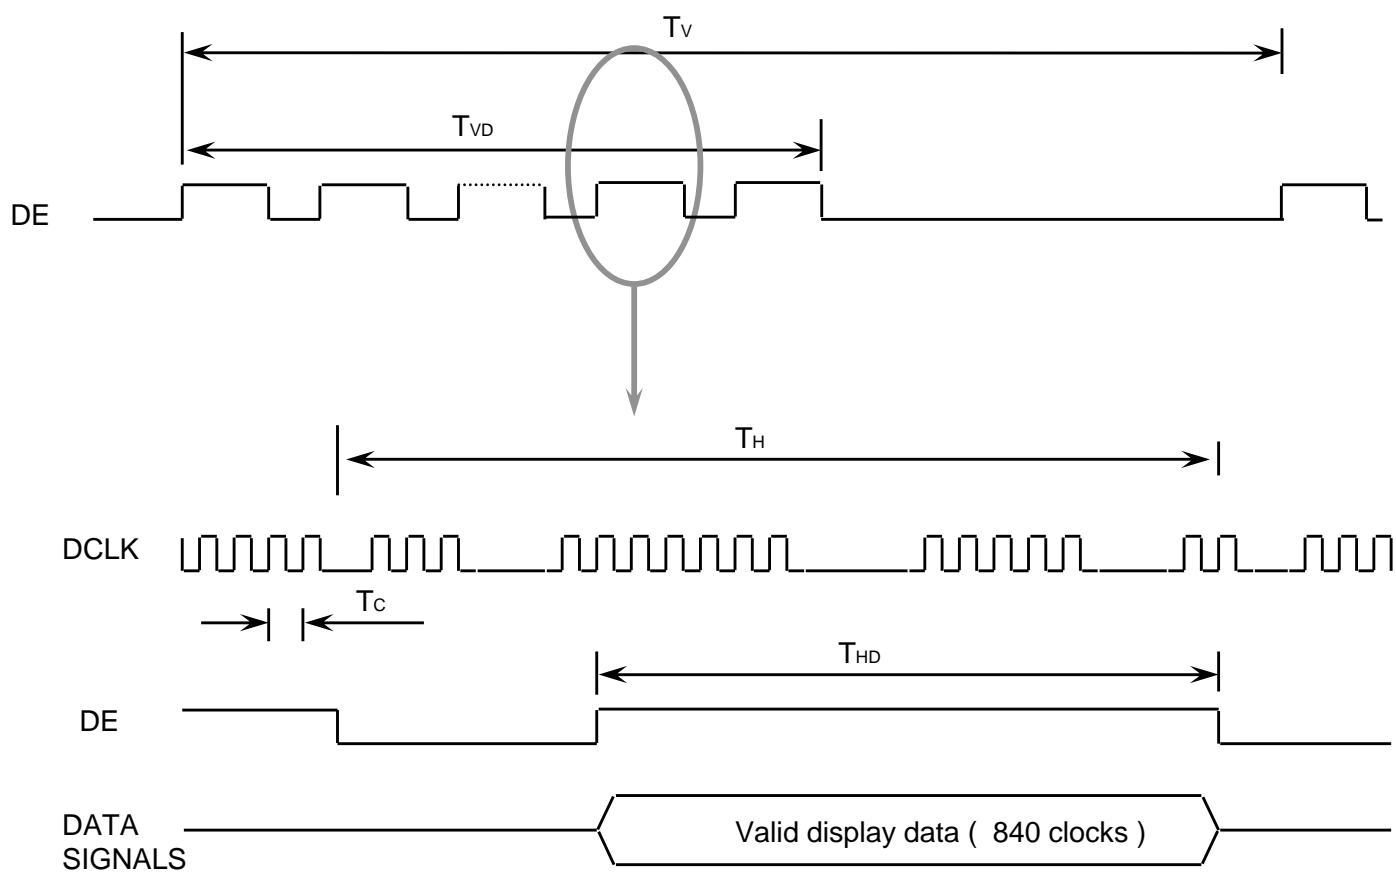 TV
TVD
DE
TH
DCLK
TC
THD
DE
DATA
SIGNALS
Valid display data ( 840 clocks )